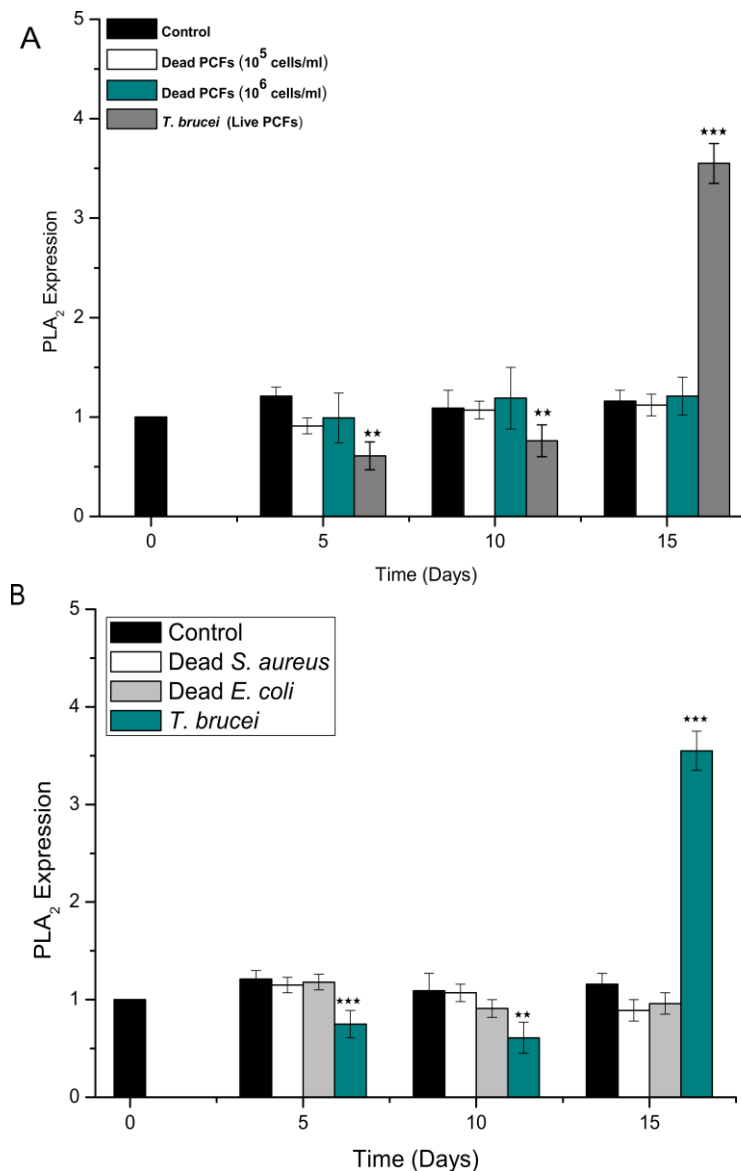 A
Control
Dead PCFs (10⁵ cells/ml)
Dead PCFs (10⁶ cells/ml)
T. brucei (Live PCFs)
5
4
3
2
1
0
PLA₂ Expression
★★
★★
★★★
0 5 10 15
Time (Days)
B
Control
Dead S. aureus
Dead E. coli
T. brucei
5
4
3
2
1
0
PLA₂ Expression
★★★
★★
★★★
0 5 10 15
Time (Days)